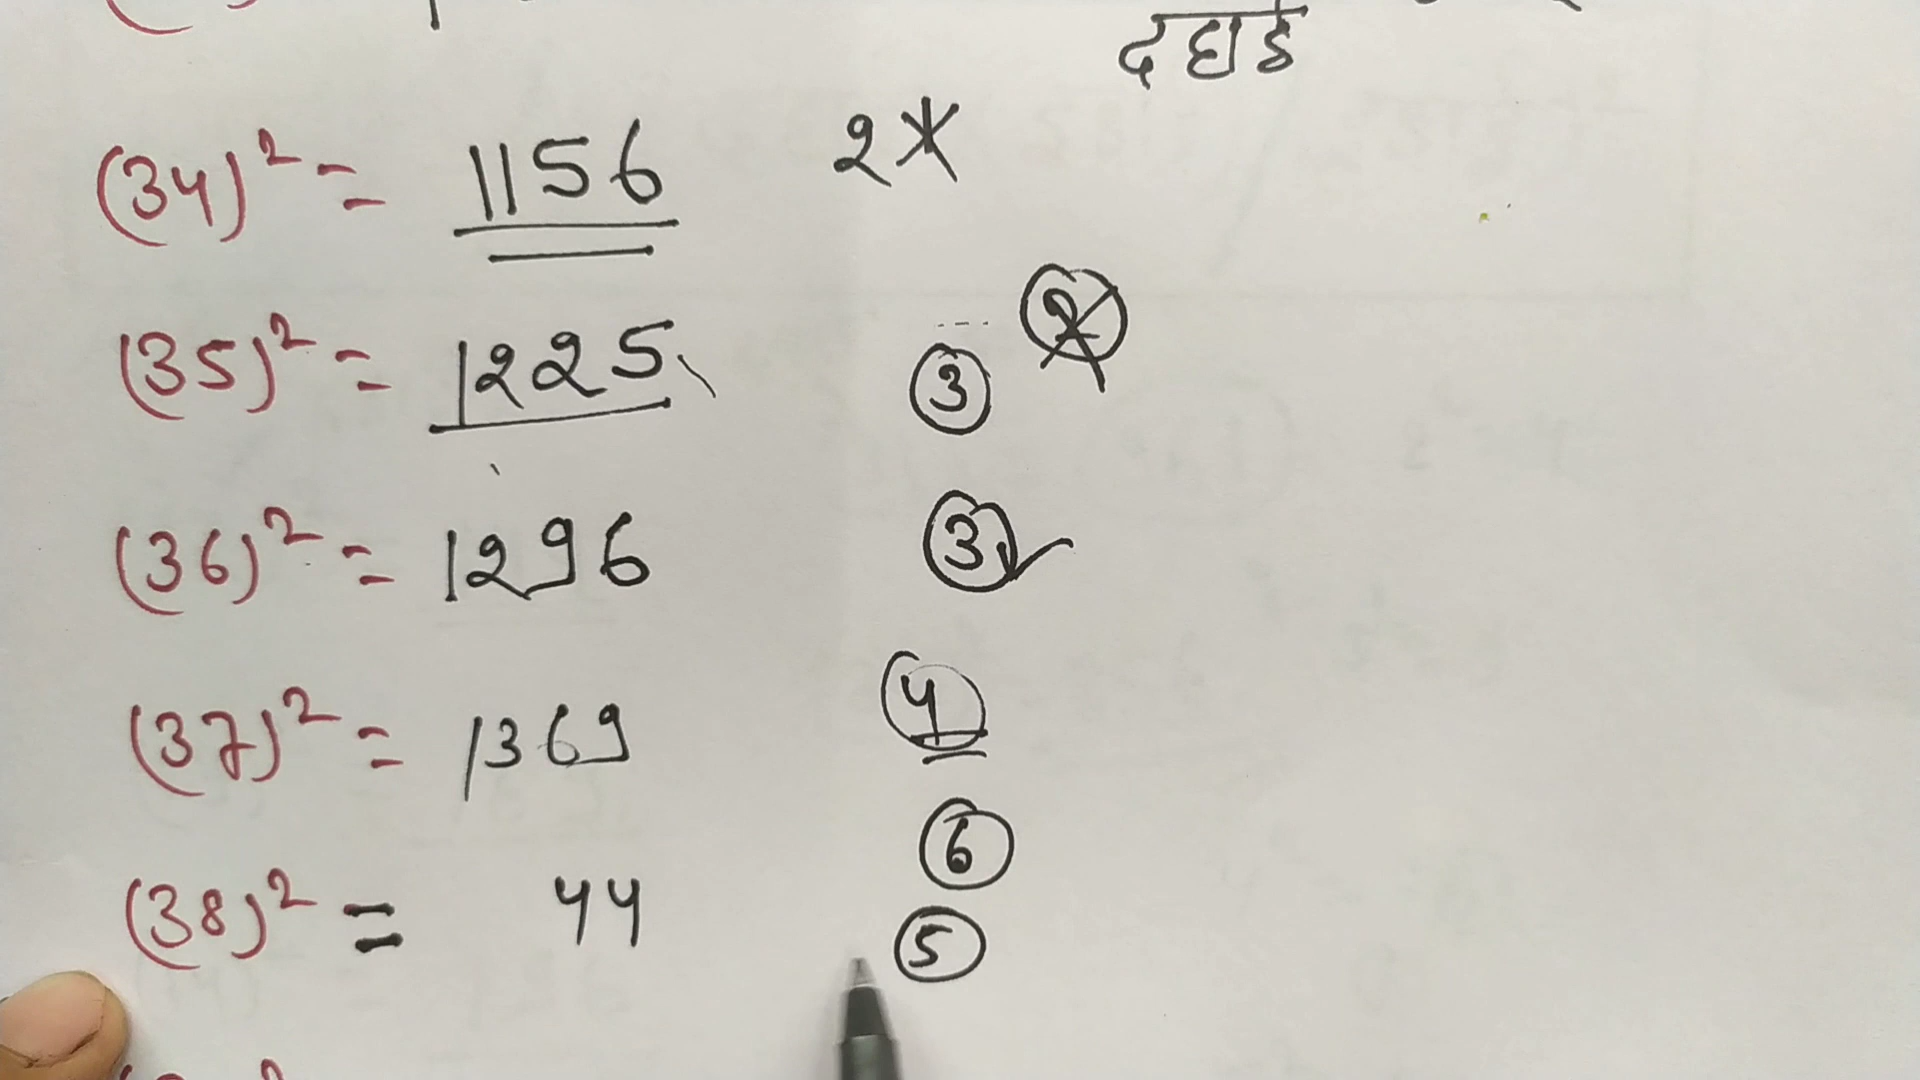 दहाई
(34)² = 1156 2
(35)² = 1225 3 2
(36)² = 1296 3
(37)² = 1369 4
6
(38)² = 44 5